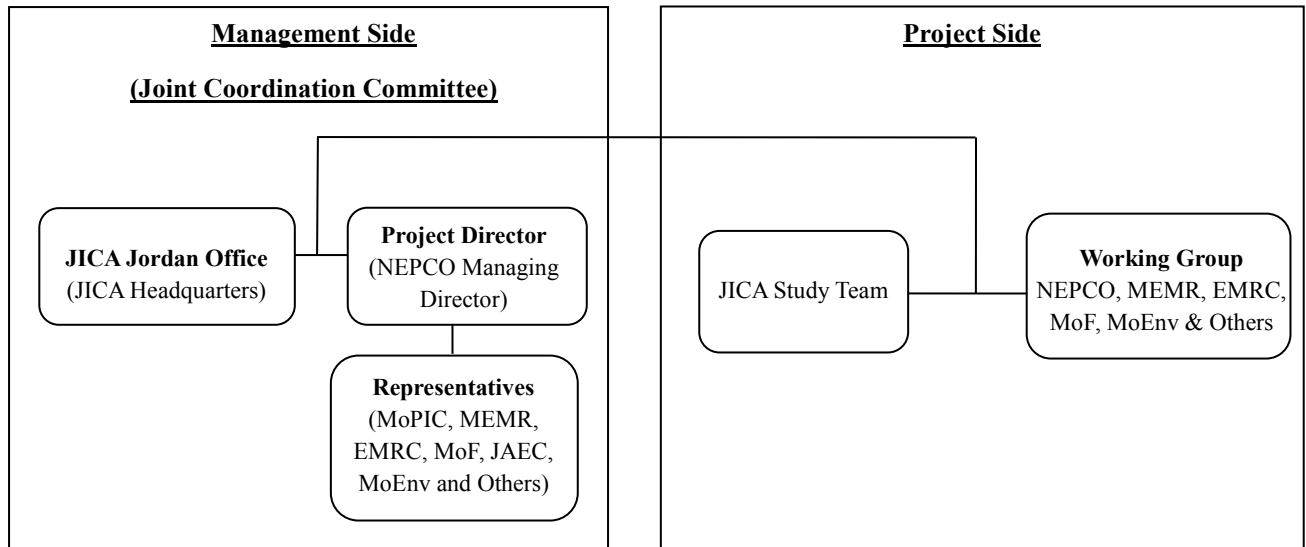 Management Side
(Joint Coordination Committee)
JICA Jordan Office
(JICA Headquarters)
Project Director
(NEPCO Managing
Director)
Representatives
(MoPIC, MEMR,
EMRC, MoF, JAEC,
MoEnv and Others)
Project Side
JICA Study Team
Working Group
NEPCO, MEMR, EMRC,
MoF, MoEnv & Others